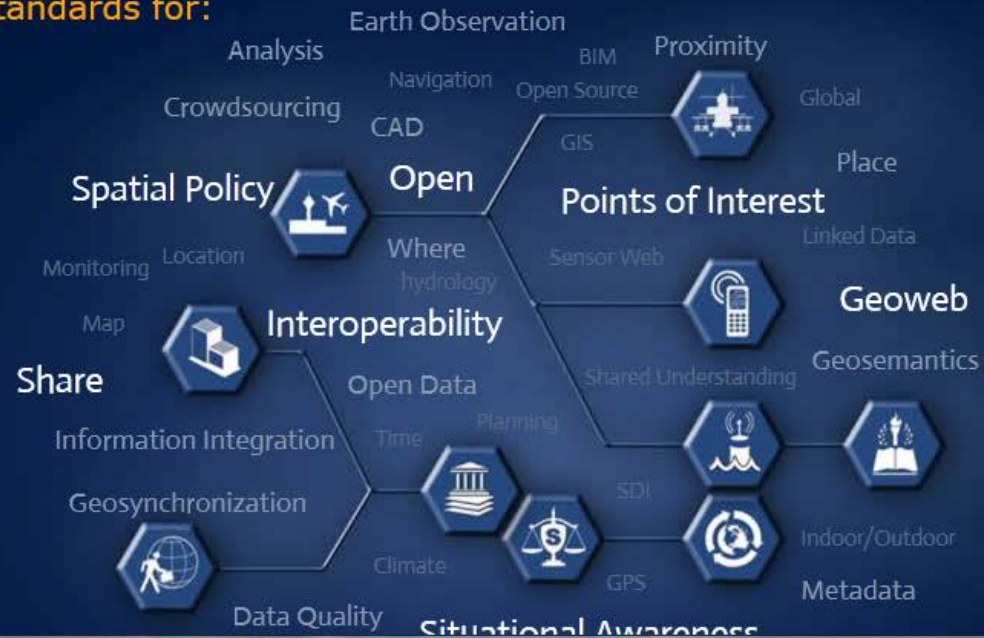 tandards for:
Earth Observation
Analysis
BIM
Proximity
Navigation
Open Source
Global
Crowdsourcing
CAD
GIS
Place
Spatial Policy
Open
Points of Interest
Linked Data
Where
Sensor Web
Location
Monitoring
hydrology
Geoweb
Map
Interoperability
Geosemantics
Share
Open Data
Shared Understanding
Planning
Information Integration
Time
SDI
Geosynchronization
Indoor/Outdoor
Climate
GPS
Metadata
Data Quality
Situational Awareness
S